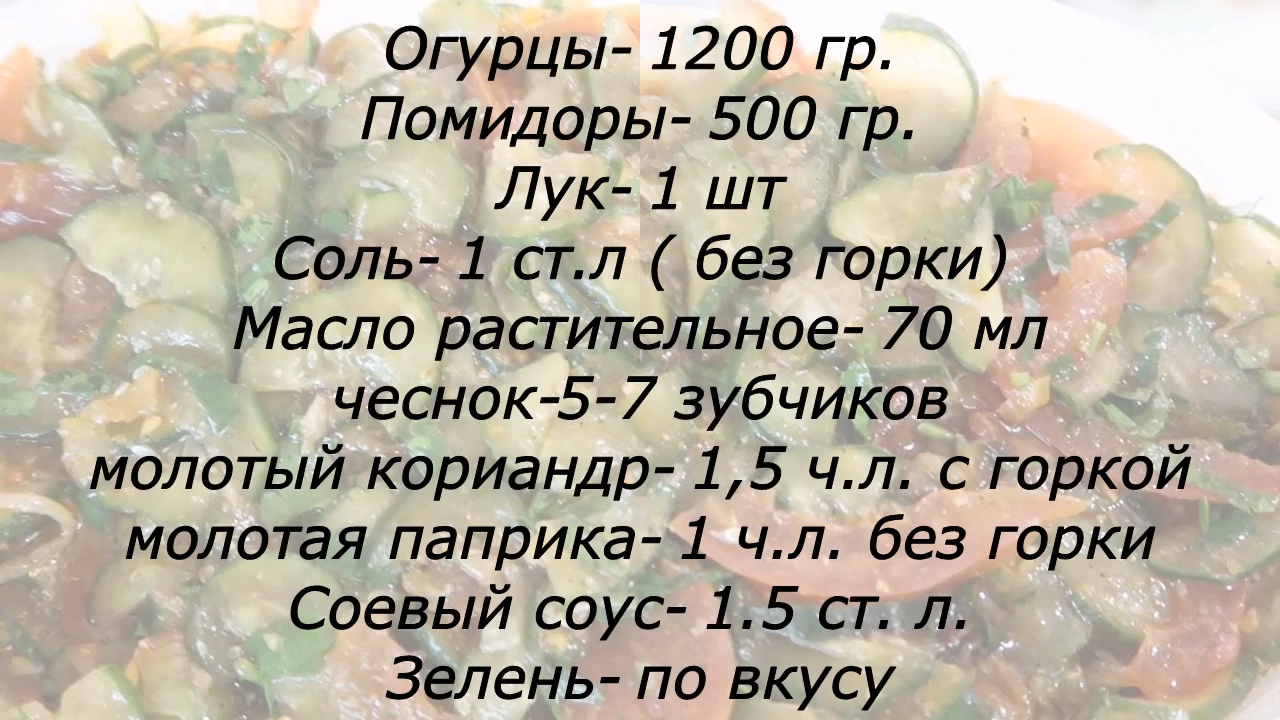 Огурцы- 1200 гр.
Помидоры- 500 гр.
Лук- 1 шт
Соль- 1 ст.л ( без горки)
Масло растительное- 70 мл
чеснок-5-7 зубчиков
молотый кориандр- 1,5 ч.л. с горкой
молотая паприка- 1 ч.л. без горки
Соевый соус- 1.5 ст. л.
Зелень- по вкусу